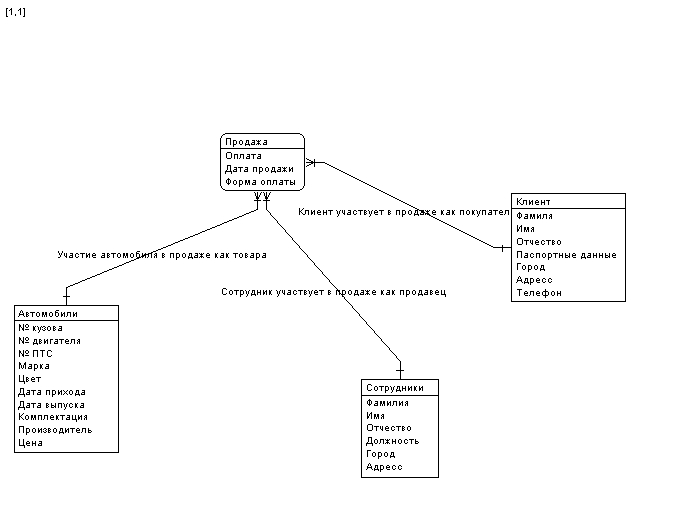 [1,1]
Продажа
Оплата
Дата продажи
Форма оплаты
Клиент участвует в продаже как покупател
Клиент
Фамила
Имя
Отчество
Паспортные данные
Город
Адресс
Телефон
Участие автомобиля в продаже как товара
Сотрудник участвует в продаже как продавец
Автомобили
№ кузова
№ двигателя
№ ПТС
Марка
Цвет
Дата прихода
Дата выпуска
Комплектация
Производитель
Цена
Сотрудники
Фамилия
Имя
Отчество
Должность
Город
Адресс